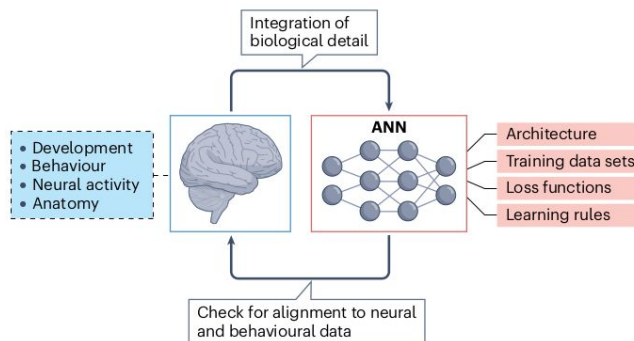 Integration of
biological detail
• Development
• Behaviour
• Neural activity
• Anatomy
ANN
Architecture
Training data sets
Loss functions
Learning rules
Check for alignment to neural
and behavioural data